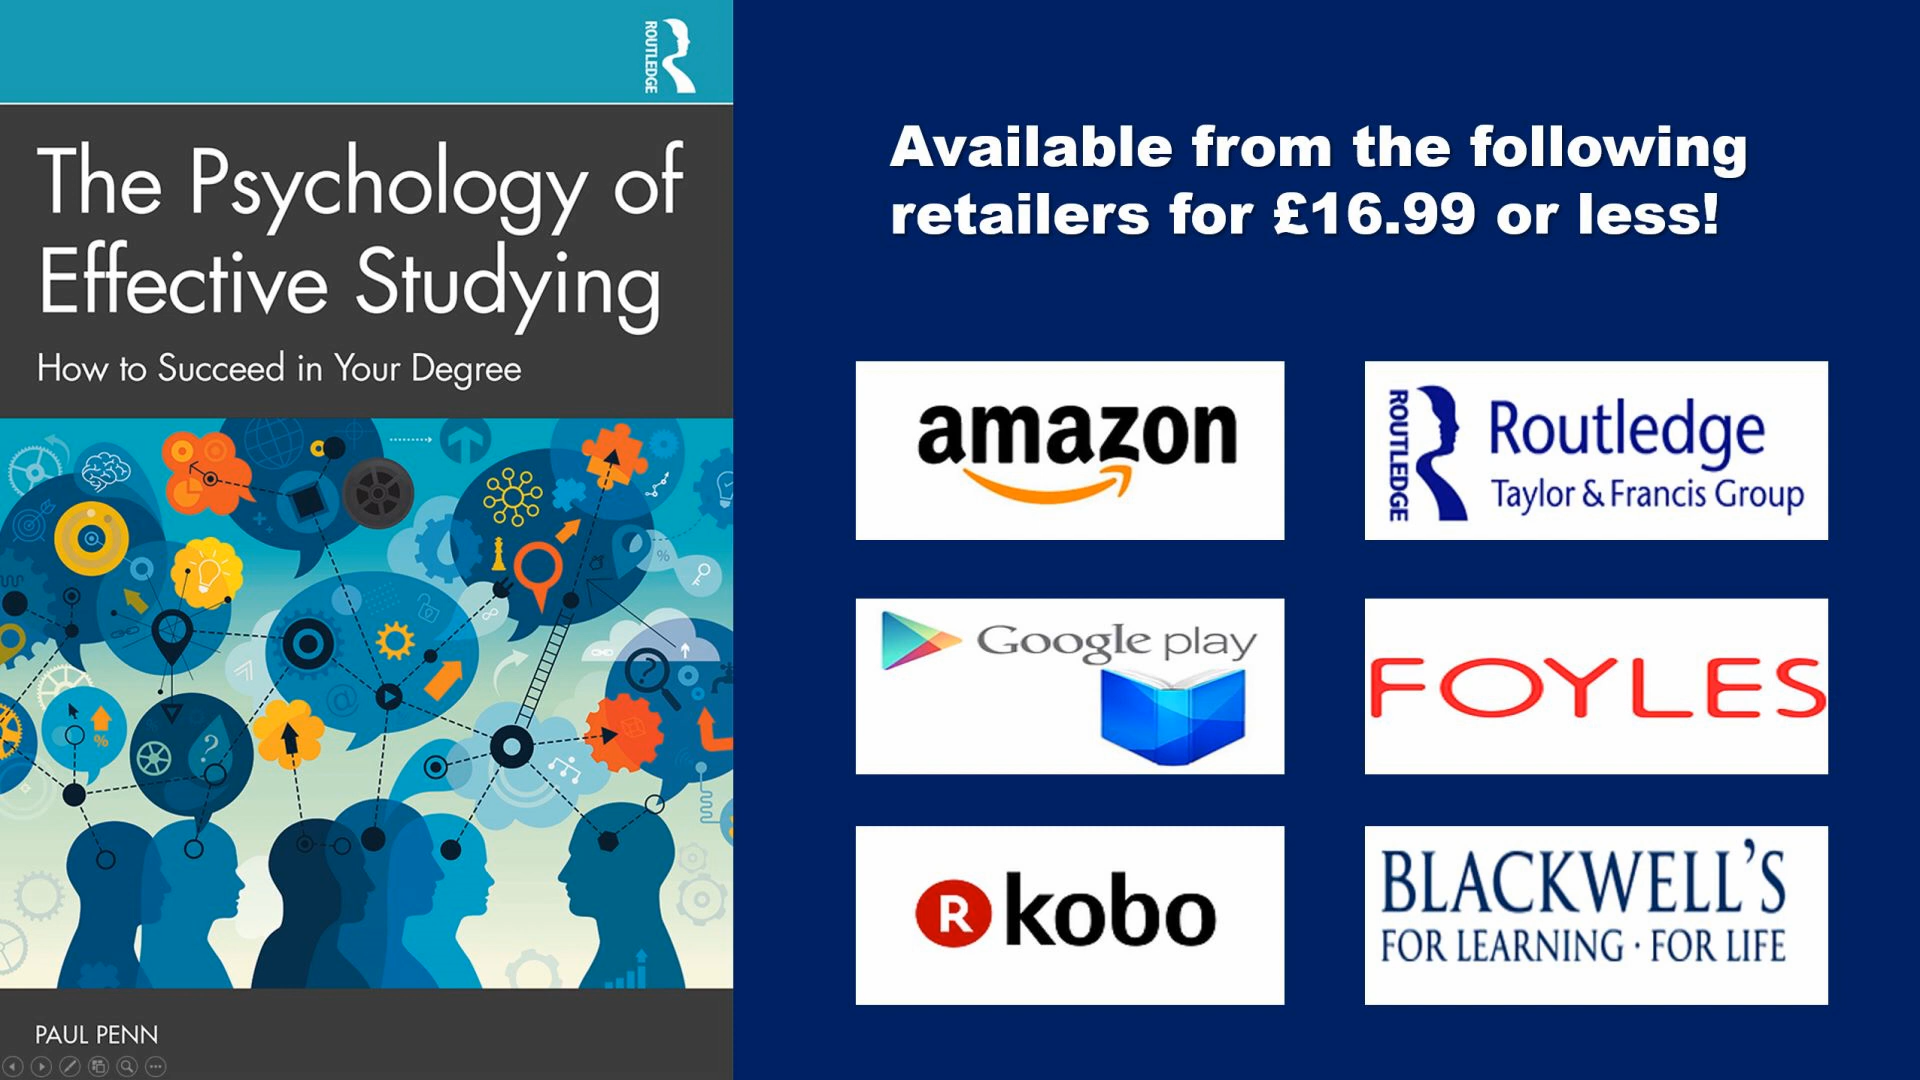 ROUTLEDGE
The Psychology of
Effective Studying
How to Succeed in Your Degree
PAUL PENN
Available from the following
retailers for £16.99 or less!
amazon
ROUTLEDGE
Routledge
Taylor & Francis Group
Google play
FOYLES
R kobo
BLACKWELL'S
FOR LEARNING · FOR LIFE